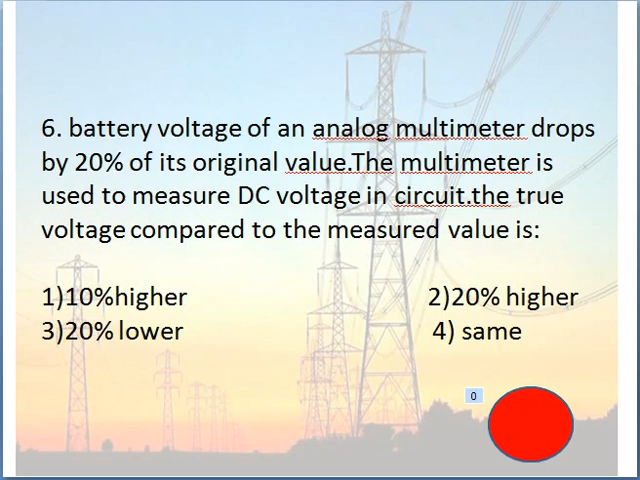 6. battery voltage of an analog multimeter drops
by 20% of its original value.The multimeter is
used to measure DC voltage in circuit.the true
voltage compared to the measured value is:
1)10%higher 2)20% higher
3)20% lower 4) same
0